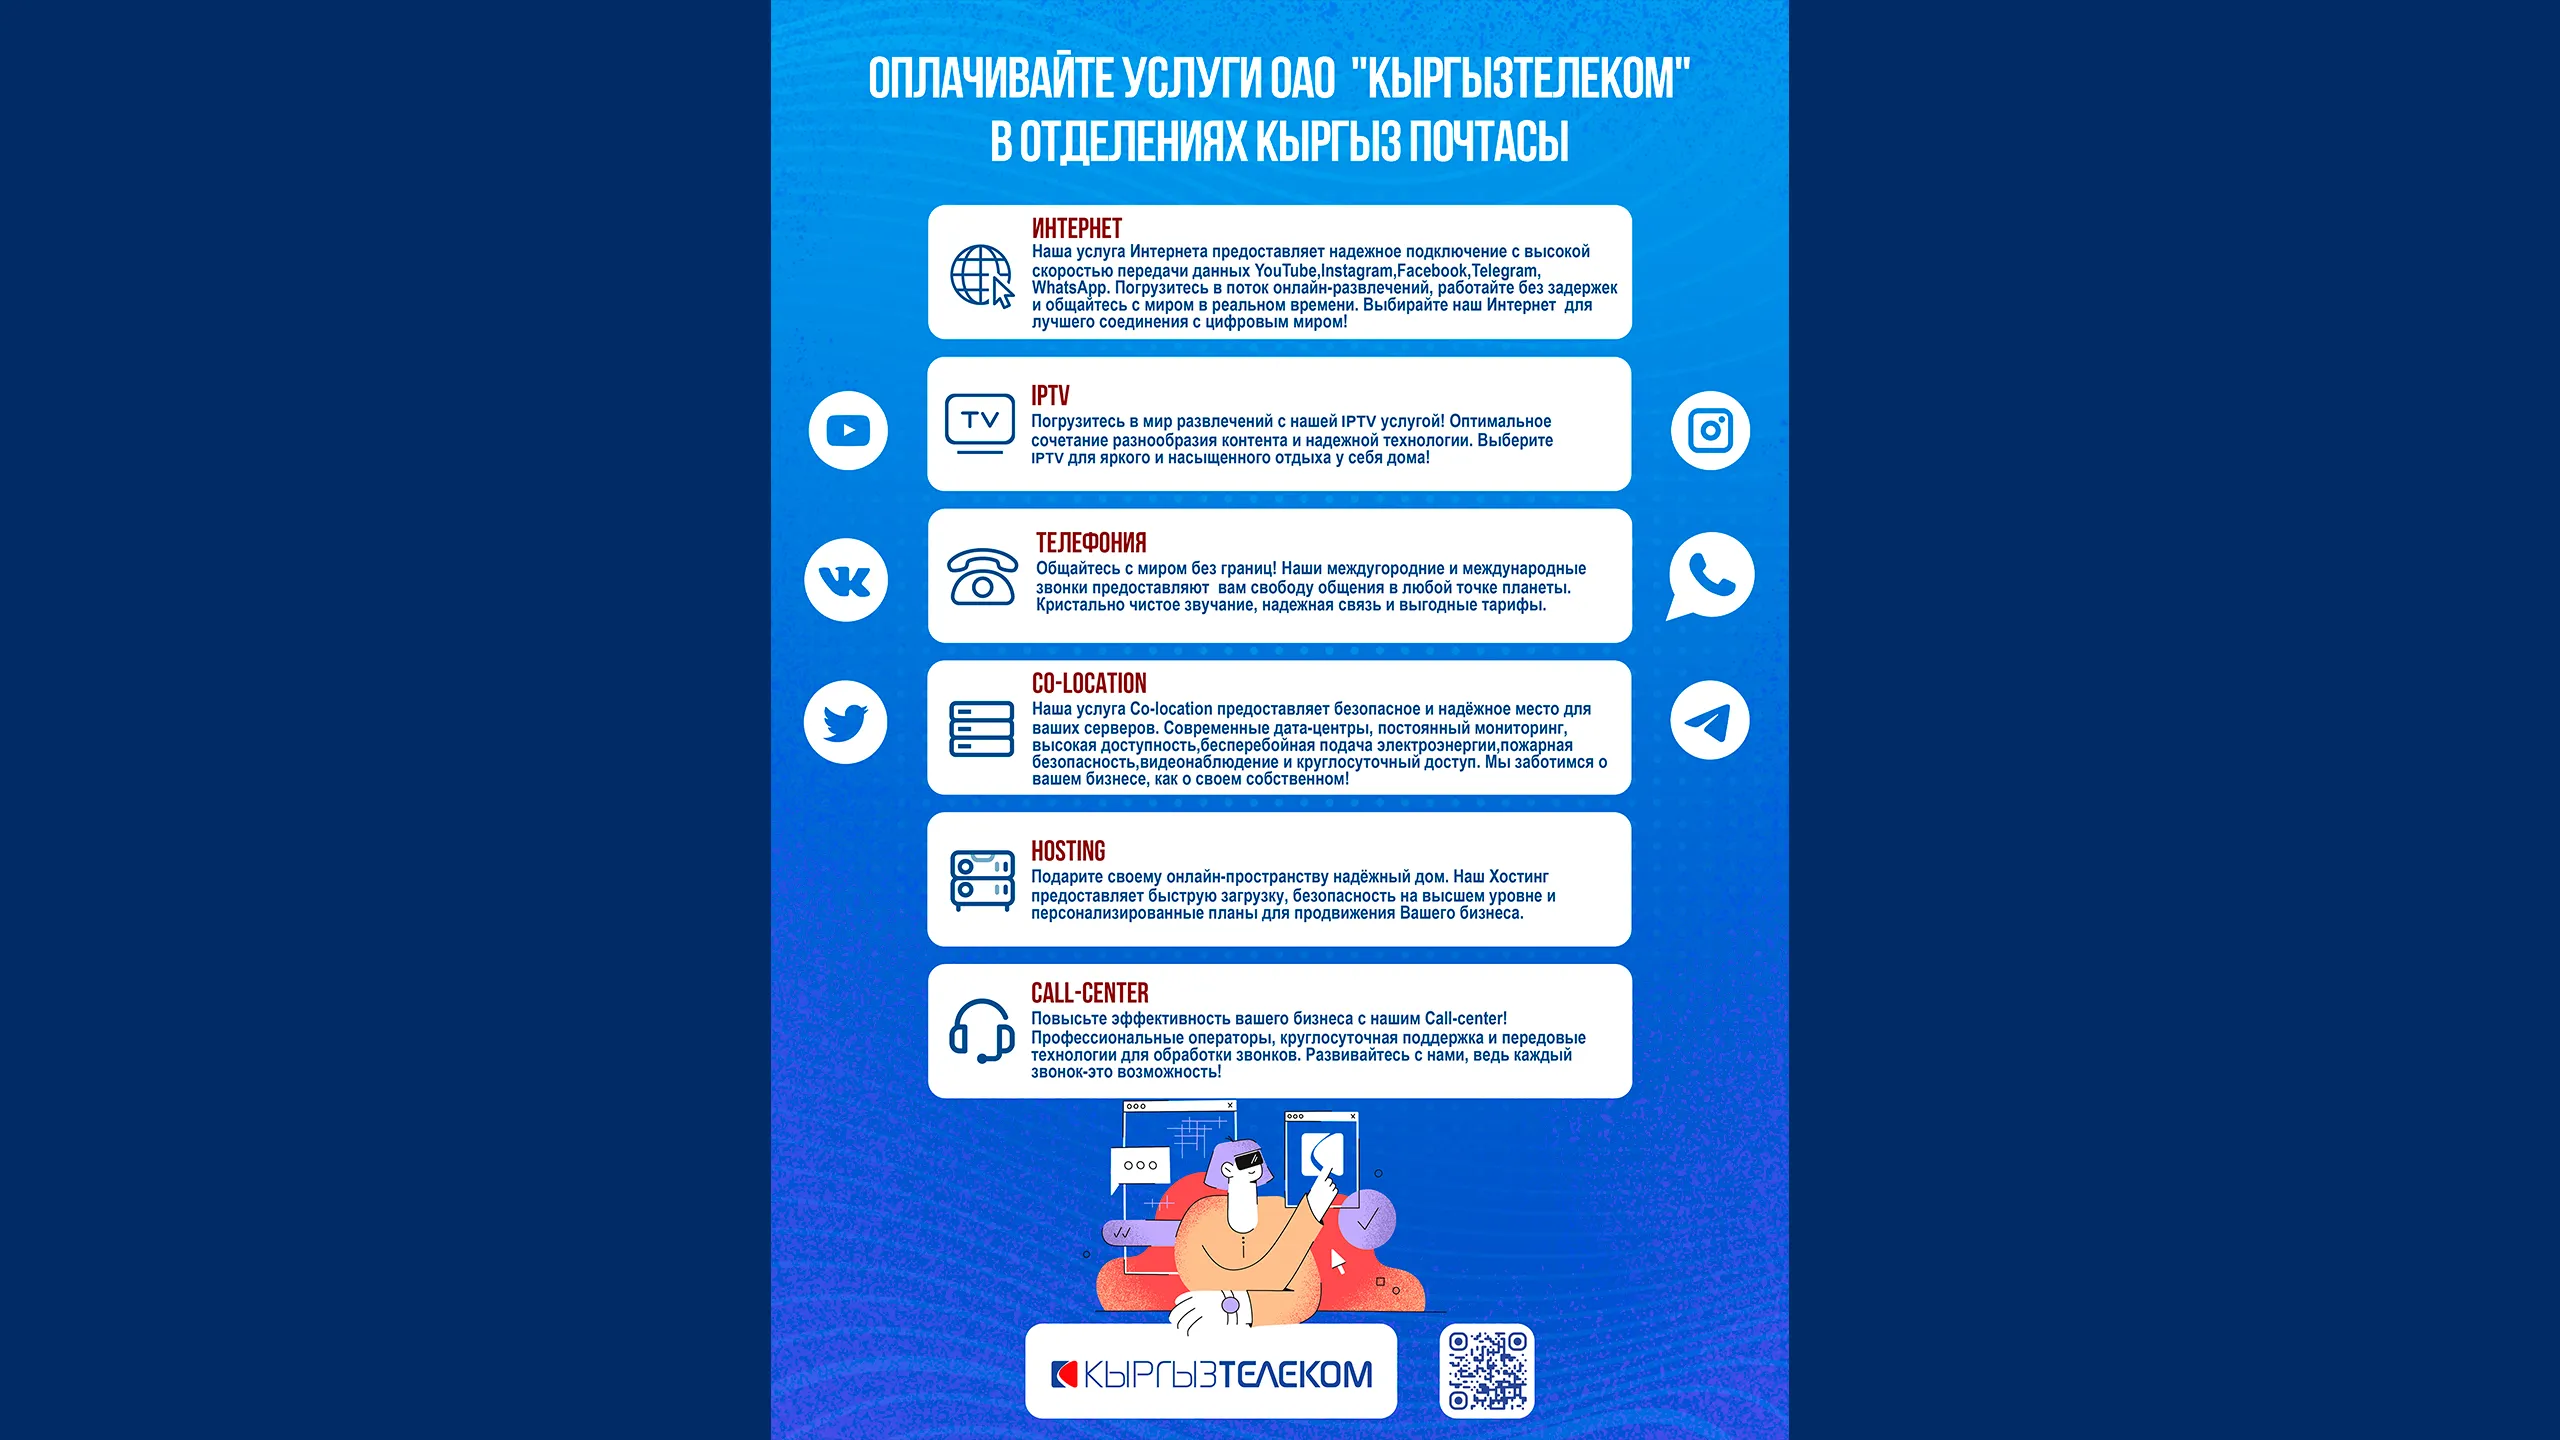 ОПЛАЧИВАЙТЕ УСЛУГИ ОАО "КЫРГЫЗТЕЛЕКОМ"
В ОТДЕЛЕНИЯХ КЫРГЫЗ ПОЧТАСЫ
ИНТЕРНЕТ
Наша услуга Интернета предоставляет надежное подключение с высокой
скоростью передачи данных YouTube,Instagram,Facebook,Telegram,
WhatsApp. Погрузитесь в поток онлайн-развлечений, работайте без задержек
и общайтесь с миром в реальном времени. Выбирайте наш Интернет для
лучшего соединения с цифровым миром!
TV
IPTV
Погрузитесь в мир развлечений с нашей IPTV услугой! Оптимальное
сочетание разнообразия контента и надежной технологии. Выберите
IPTV для яркого и насыщенного отдыха у себя дома!
ТЕЛЕФОНИЯ
Общайтесь с миром без границ! Наши междугородние и международные
звонки предоставляют вам свободу общения в любой точке планеты.
Кристально чистое звучание, надежная связь и выгодные тарифы.
CO-LOCATION
Наша услуга Co-location предоставляет безопасное и надёжное место для
ваших серверов. Современные дата-центры, постоянный мониторинг,
высокая доступность,бесперебойная подача электроэнергии,пожарная
безопасность,видеонаблюдение и круглосуточный доступ. Мы заботимся о
вашем бизнесе, как о своем собственном!
HOSTING
Подарите своему онлайн-пространству надёжный дом. Наш Хостинг
предоставляет быструю загрузку, безопасность на высшем уровне и
персонализированные планы для продвижения Вашего бизнеса.
CALL-CENTER
Повысьте эффективность вашего бизнеса с нашим Call-center!
Профессиональные операторы, круглосуточная поддержка и передовые
технологии для обработки звонков. Развивайтесь с нами, ведь каждый
звонок-это возможность!
КЫРГЫЗТЕЛЕКОМ